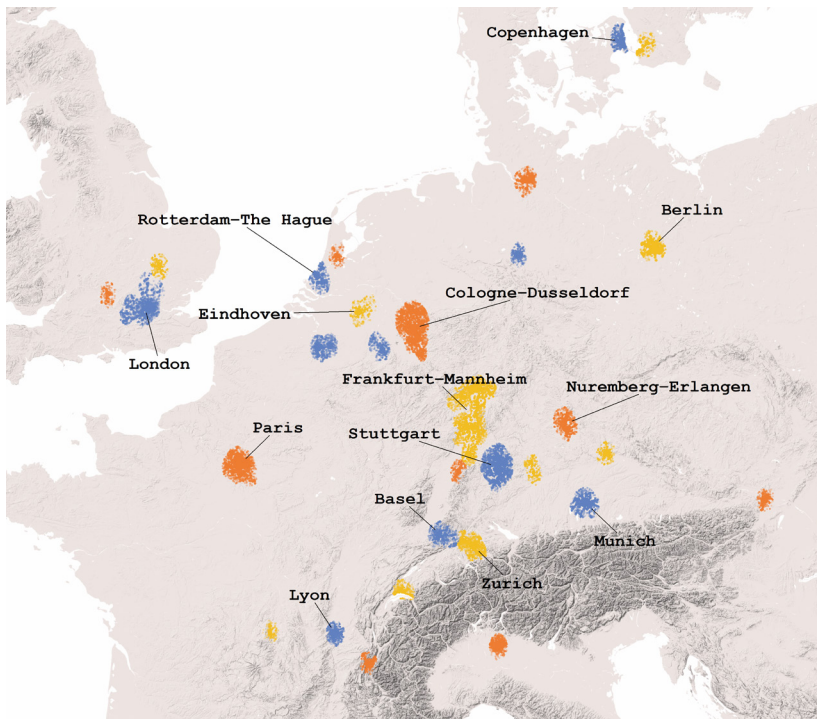 Copenhagen
Berlin
Rotterdam-The Hague
Cologne-Dusseldorf
Eindhoven
London
Frankfurt-Mannheim
Nuremberg-Erlangen
Paris
Stuttgart
Basel
Munich
Zurich
Lyon